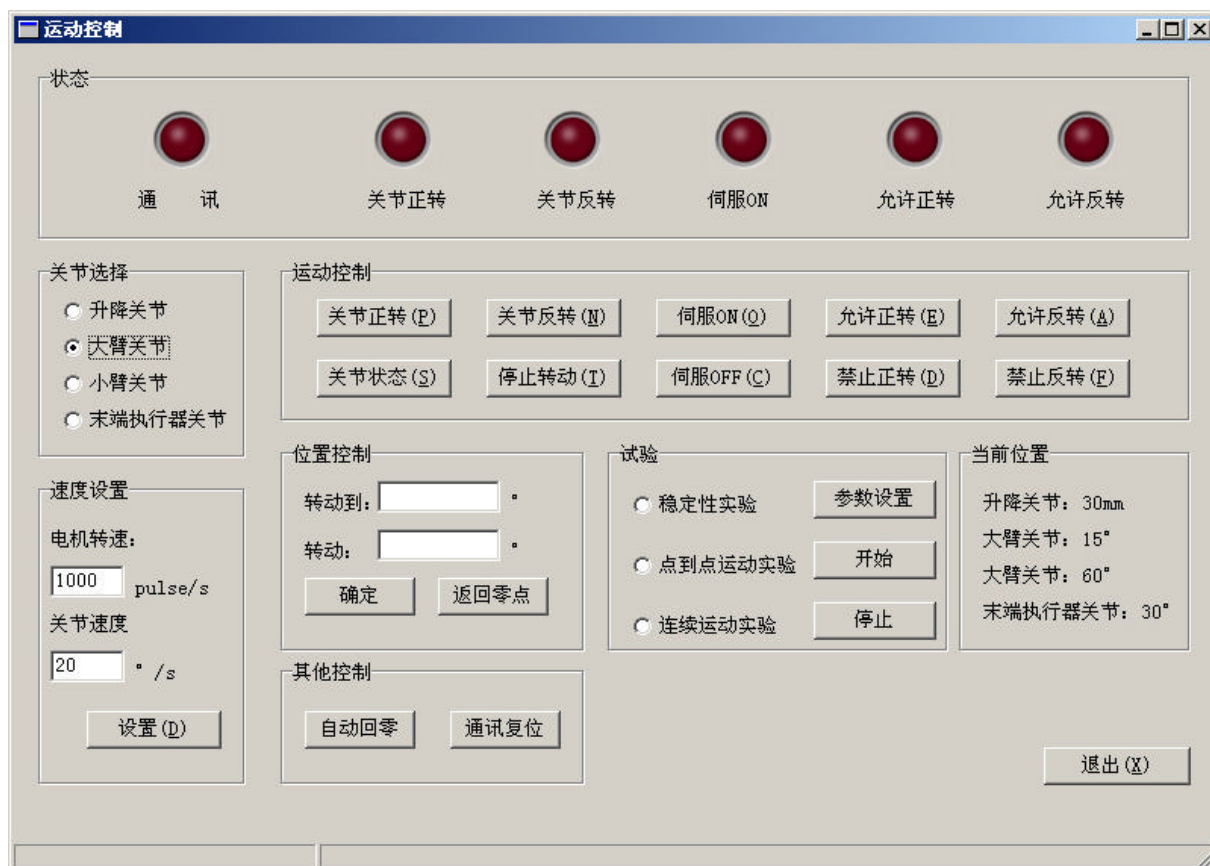 运动控制
状态
通 讯 关节正转 关节反转 伺服ON 允许正转 允许反转
关节选择
升降关节
大臂关节
小臂关节
末端执行器关节
运动控制
关节正转(P) 关节反转(N) 伺服ON(O) 允许正转(E) 允许反转(A)
关节状态(S) 停止转动(T) 伺服OFF(C) 禁止正转(D) 禁止反转(F)
速度设置
电机转速:
1000 pulse/s
关节速度
20 ° /s
设置(D)
位置控制
转动到: °
转动: °
确定 返回零点
其他控制
自动回零 通讯复位
试验
稳定性实验 参数设置
点到点运动实验 开始
连续运动实验 停止
当前位置
升降关节: 30mm
大臂关节: 15°
大臂关节: 60°
末端执行器关节: 30°
退出(X)